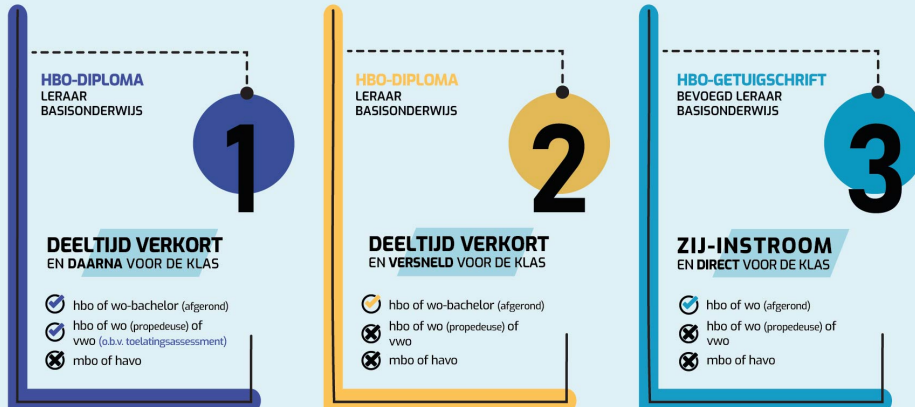 HBO-DIPLOMA
LERAAR
BASISONDERWIJS
1
DEELTIJD VERKORT
EN DAARNA VOOR DE KLAS
hbo of wo-bachelor (afgerond)
hbo of wo (propedeuse) of
vwo (o.b.v. toelatingsassessment)
mbo of havo
HBO-DIPLOMA
LERAAR
BASISONDERWIJS
2
DEELTIJD VERKORT
EN VERSNELD VOOR DE KLAS
hbo of wo-bachelor (afgerond)
hbo of wo (propedeuse) of
vwo
mbo of havo
HBO-GETUIGSCHRIFT
BEVOEGD LERAAR
BASISONDERWIJS
3
ZIJ-INSTROOM
EN DIRECT VOOR DE KLAS
hbo of wo (afgerond)
hbo of wo (propedeuse) of
vwo
mbo of havo